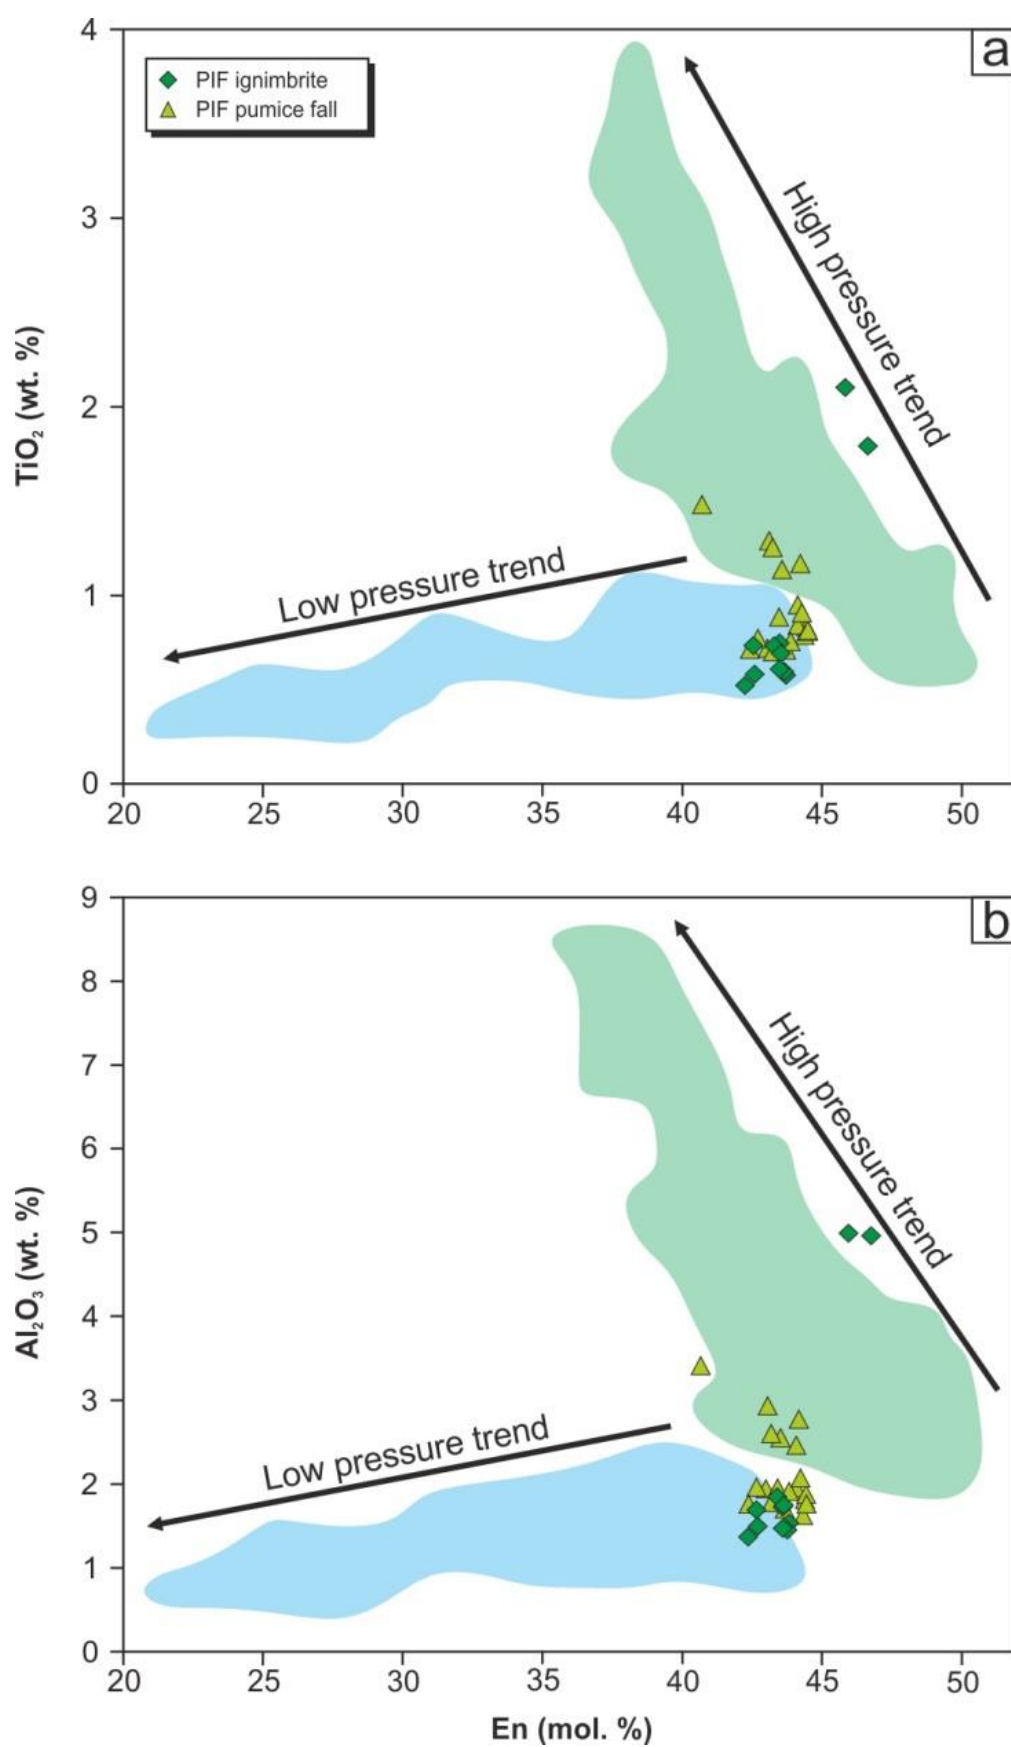 a
PIF ignimbrite
PIF pumice fall
4
3
2
1
0
TiO₂ (wt. %)
High pressure trend
Low pressure trend
20 25 30 35 40 45 50
b
9
8
7
6
5
4
3
2
1
0
Al₂O₃ (wt. %)
High pressure trend
Low pressure trend
20 25 30 35 40 45 50
En (mol. %)